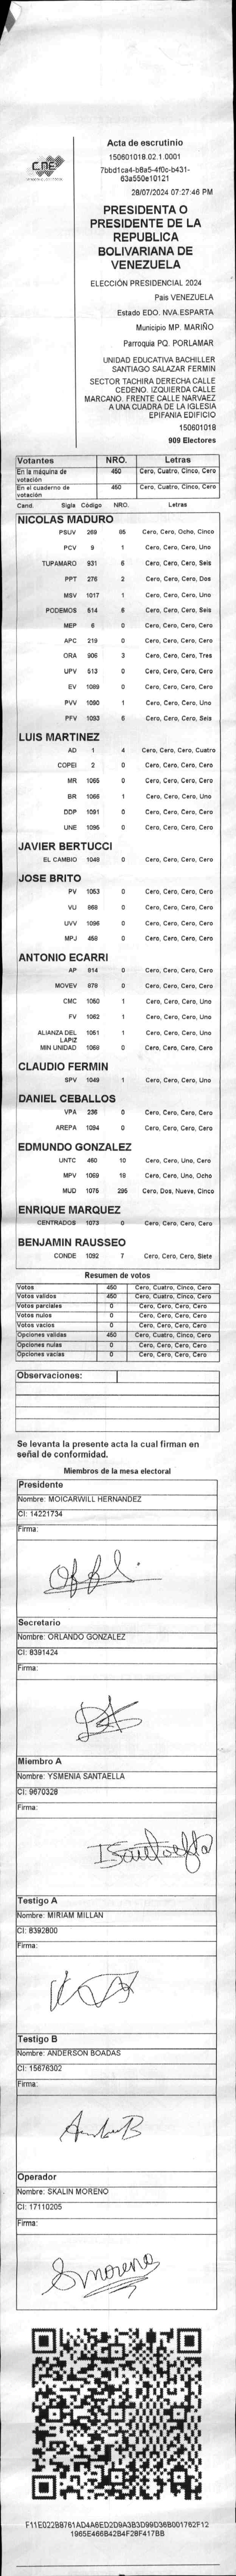 CNE
Acta de escrutinio
150601018.02.1.0001
7bbd1ca4-b8a5-4f0c-b431-
63a550e10121
28/07/2024 07:27:46 PM
PRESIDENTA O
PRESIDENTE DE LA
REPUBLICA
BOLIVARIANA DE
VENEZUELA
ELECCIÓN PRESIDENCIAL 2024
Pais VENEZUELA
Estado EDO. NVA.ESPARTA
Municipio MP. MARIÑO
Parroquia PQ. PORLAMAR
UNIDAD EDUCATIVA BACHILLER
SANTIAGO SALAZAR FERMIN
SECTOR TACHIRA DERECHA CALLE
CEDENO. IZQUIERDA CALLE
MARCANO. FRENTE CALLE NARVAEZ
A UNA CUADRA DE LA IGLESIA
EPIFANIA EDIFICIO
150601018
909 Electores
Votantes NRO. Letras
En la máquina de votación 450 Cero, Cuatro, Cinco, Cero
En el cuaderno de votación 450 Cero, Cuatro, Cinco, Cero
Cand. Sigla Código NRO. Letras
NICOLAS MADURO
PSUV 269 85 Cero, Cero, Ocho, Cinco
PCV 9 1 Cero, Cero, Cero, Uno
TUPAMARO 931 6 Cero, Cero, Cero, Seis
PPT 276 2 Cero, Cero, Cero, Dos
MSV 1017 1 Cero, Cero, Cero, Uno
PODEMOS 514 6 Cero, Cero, Cero, Seis
MEP 6 0 Cero, Cero, Cero, Cero
APC 219 0 Cero, Cero, Cero, Cero
ORA 906 3 Cero, Cero, Cero, Tres
UPV 513 0 Cero, Cero, Cero, Cero
EV 1089 0 Cero, Cero, Cero, Cero
PVV 1090 1 Cero, Cero, Cero, Uno
PFV 1093 6 Cero, Cero, Cero, Seis
LUIS MARTINEZ
AD 1 4 Cero, Cero, Cero, Cuatro
COPEI 2 0 Cero, Cero, Cero, Cero
MR 1065 0 Cero, Cero, Cero, Cero
BR 1066 1 Cero, Cero, Cero, Uno
DDP 1091 0 Cero, Cero, Cero, Cero
UNE 1095 0 Cero, Cero, Cero, Cero
JAVIER BERTUCCI
EL CAMBIO 1048 0 Cero, Cero, Cero, Cero
JOSE BRITO
PV 1053 0 Cero, Cero, Cero, Cero
VU 968 0 Cero, Cero, Cero, Cero
UVV 1096 0 Cero, Cero, Cero, Cero
MPJ 458 0 Cero, Cero, Cero, Cero
ANTONIO ECARRI
AP 914 0 Cero, Cero, Cero, Cero
MOVEV 979 0 Cero, Cero, Cero, Cero
CMC 1050 1 Cero, Cero, Cero, Uno
FV 1082 1 Cero, Cero, Cero, Uno
ALIANZA DEL LAPIZ 1051 1 Cero, Cero, Cero, Uno
MIN UNIDAD 1068 0 Cero, Cero, Cero, Cero
CLAUDIO FERMIN
SPV 1049 1 Cero, Cero, Cero, Uno
DANIEL CEBALLOS
VPA 236 0 Cero, Cero, Cero, Cero
AREPA 1094 0 Cero, Cero, Cero, Cero
EDMUNDO GONZALEZ
UNTC 460 10 Cero, Cero, Uno, Cero
MPV 1069 18 Cero, Cero, Uno, Ocho
MUD 1075 295 Cero, Dos, Nueve, Cinco
ENRIQUE MARQUEZ
CENTRADOS 1073 0 Cero, Cero, Cero, Cero
BENJAMIN RAUSSEO
CONDE 1092 7 Cero, Cero, Cero, Siete
Resumen de votos
Votos 450 Cero, Cuatro, Cinco, Cero
Votos validos 450 Cero, Cuatro, Cinco, Cero
Votos parciales 0 Cero, Cero, Cero, Cero
Votos nulos 0 Cero, Cero, Cero, Cero
Votos vacios 0 Cero, Cero, Cero, Cero
Opciones validas 450 Cero, Cuatro, Cinco, Cero
Opciones nulas 0 Cero, Cero, Cero, Cero
Opciones vacias 0 Cero, Cero, Cero, Cero
Observaciones:
Se levanta la presente acta la cual firman en
señal de conformidad.
Miembros de la mesa electoral
Presidente
Nombre: MOICARWILL HERNANDEZ
CI: 14221734
Firma:
Secretario
Nombre: ORLANDO GONZALEZ
CI: 8391424
Firma:
Miembro A
Nombre: YSMENIA SANTAELLA
CI: 9670328
Firma:
Testigo A
Nombre: MIRIAM MILLAN
CI: 8392800
Firma:
Testigo B
Nombre: ANDERSON BOADAS
CI: 15676302
Firma:
Operador
Nombre: SKALIN MORENO
CI: 17110205
Firma:
Smoreno
F11E022B8761AD4A6ED2D9A3B3D99D36B001762F12
1965E466B42B4F28F417BB